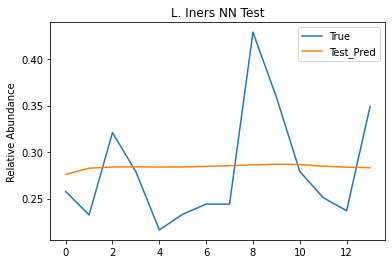 L. Iners NN Test
True
Test_Pred
Relative Abundance
0.40
0.35
0.30
0.25
0 2 4 6 8 10 12